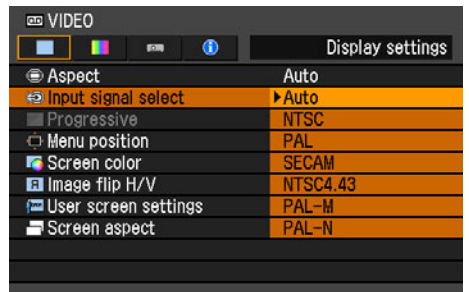 VIDEO
Display settings
Aspect Auto
Input signal select Auto
Progressive NTSC
Menu position PAL
Screen color SECAM
Image flip H/V NTSC4.43
User screen settings PAL-M
Screen aspect PAL-N